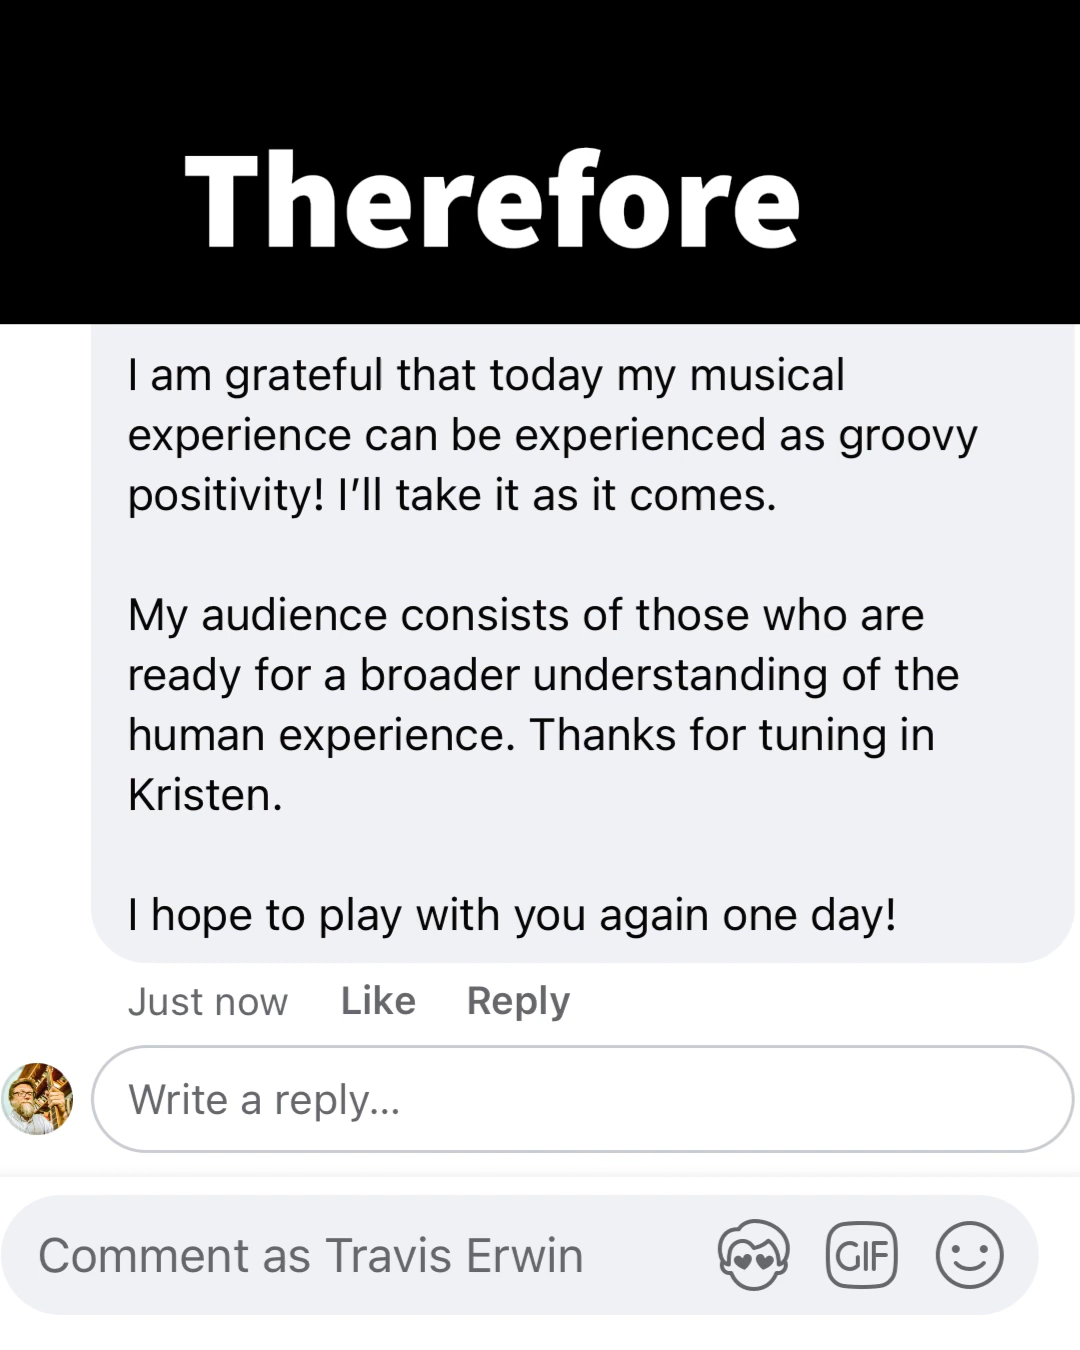 Therefore
I am grateful that today my musical
experience can be experienced as groovy
positivity! I’ll take it as it comes.
My audience consists of those who are
ready for a broader understanding of the
human experience. Thanks for tuning in
Kristen.
I hope to play with you again one day!
Just now Like Reply
Write a reply...
Comment as Travis Erwin GIF